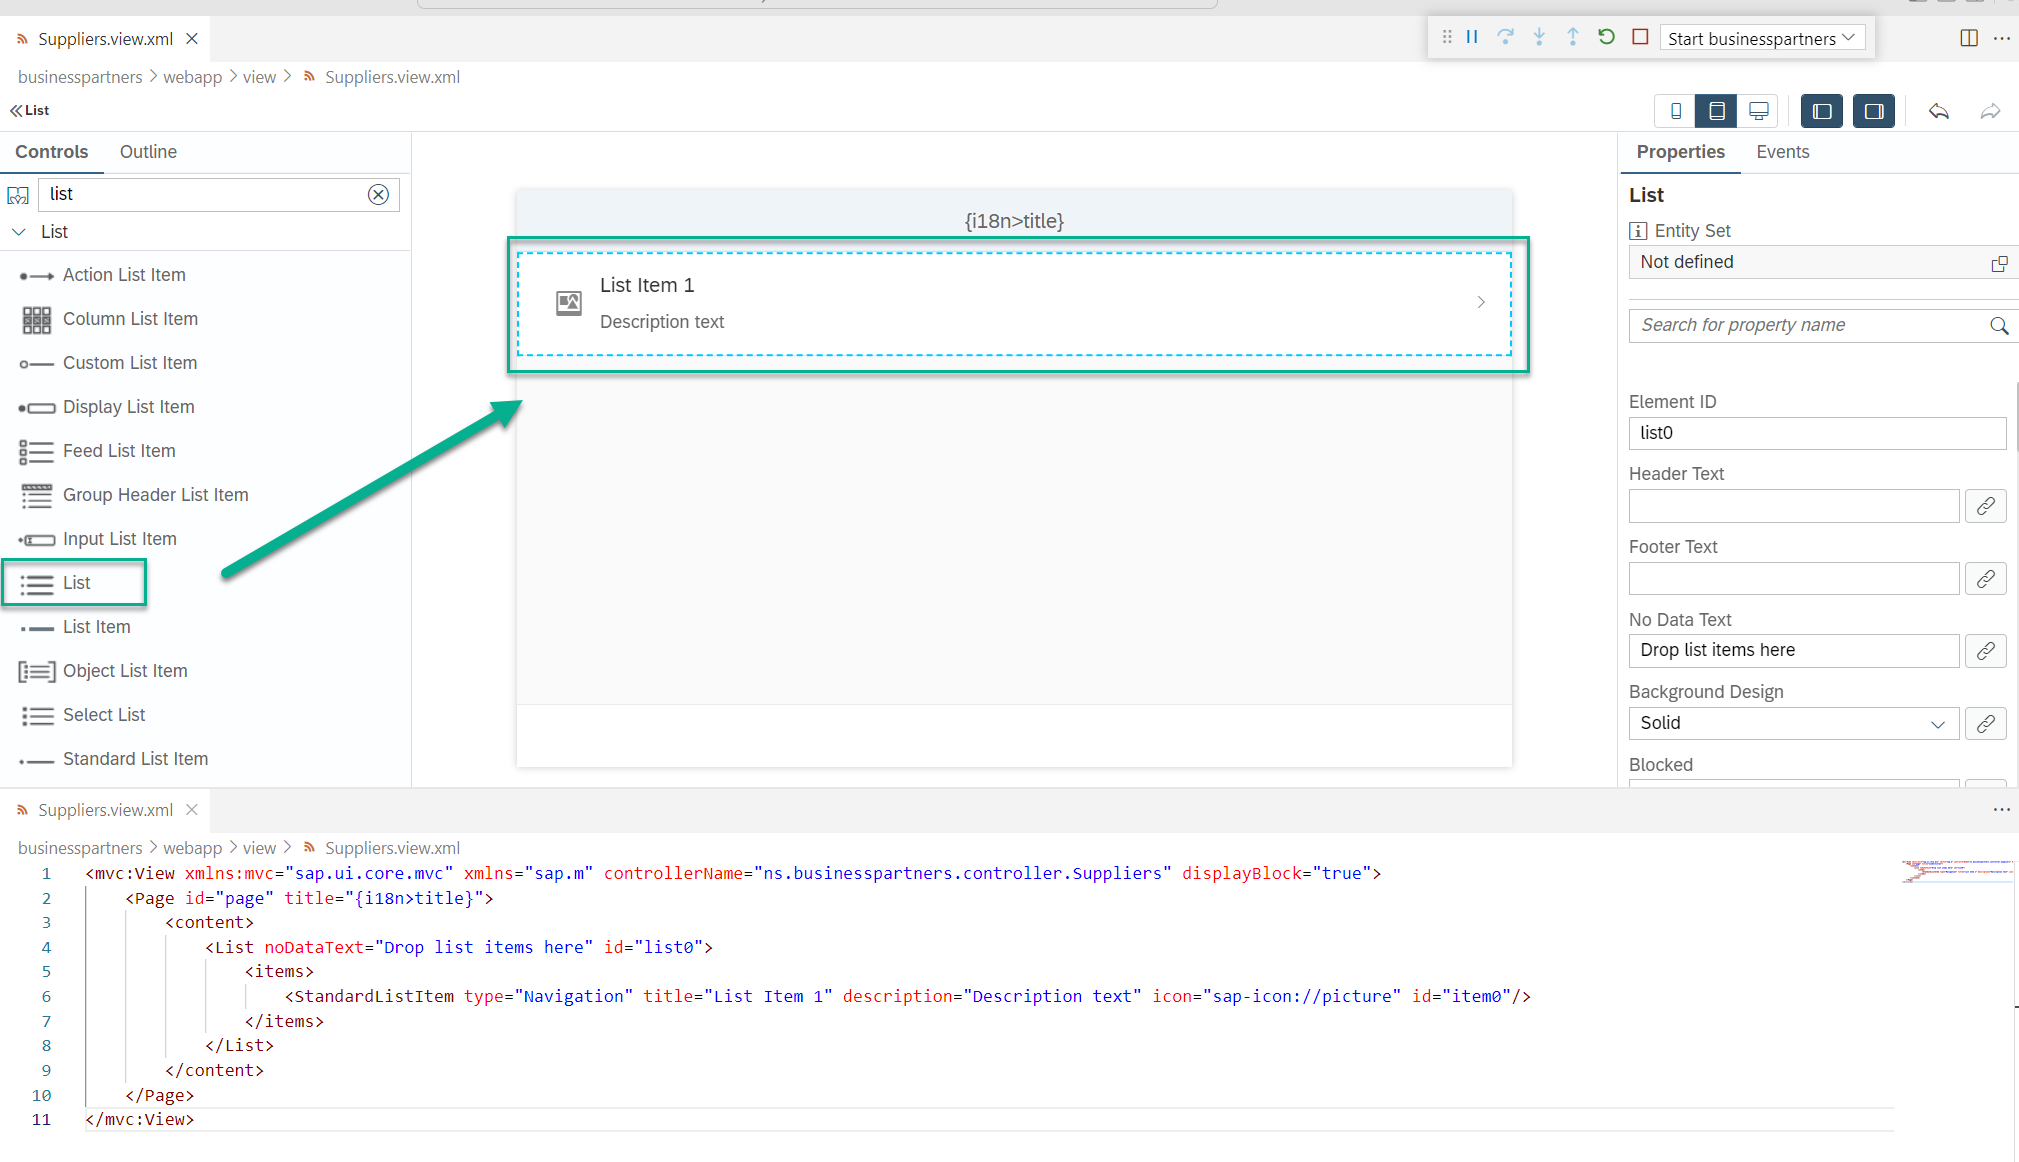 Suppliers.view.xml
Start businesspartners
businesspartners > webapp > view > Suppliers.view.xml
List
Controls Outline
list
List
Action List Item
Column List Item
Custom List Item
Display List Item
Feed List Item
Group Header List Item
Input List Item
List
List Item
Object List Item
Select List
Standard List Item
{i18n>title}
List Item 1
Description text
Properties Events
List
Entity Set
Not defined
Search for property name
Element ID
list0
Header Text
Footer Text
No Data Text
Drop list items here
Background Design
Solid
Blocked
Suppliers.view.xml
businesspartners > webapp > view > Suppliers.view.xml
1 <mvc:View xmlns:mvc="sap.ui.core.mvc" xmlns="sap.m" controllerName="ns.businesspartners.controller.Suppliers" displayBlock="true">
2 <Page id="page" title="{i18n>title}">
3 <content>
4 <List noDataText="Drop list items here" id="list0">
5 <items>
6 <StandardListItem type="Navigation" title="List Item 1" description="Description text" icon="sap-icon://picture" id="item0"/>
7 </items>
8 </List>
9 </content>
10 </Page>
11 </mvc:View>